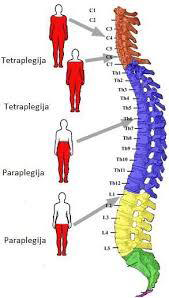 C1
C2
C3
C4
C5
C6
C7
Tetraplegija
Th1
Th2
Th3
Tetraplegija
Th4
Th5
Th6
Th7
Th8
Th9
Th10
Th11
Paraplegija
Th12
L1
L2
L3
Paraplegija
L4
L5